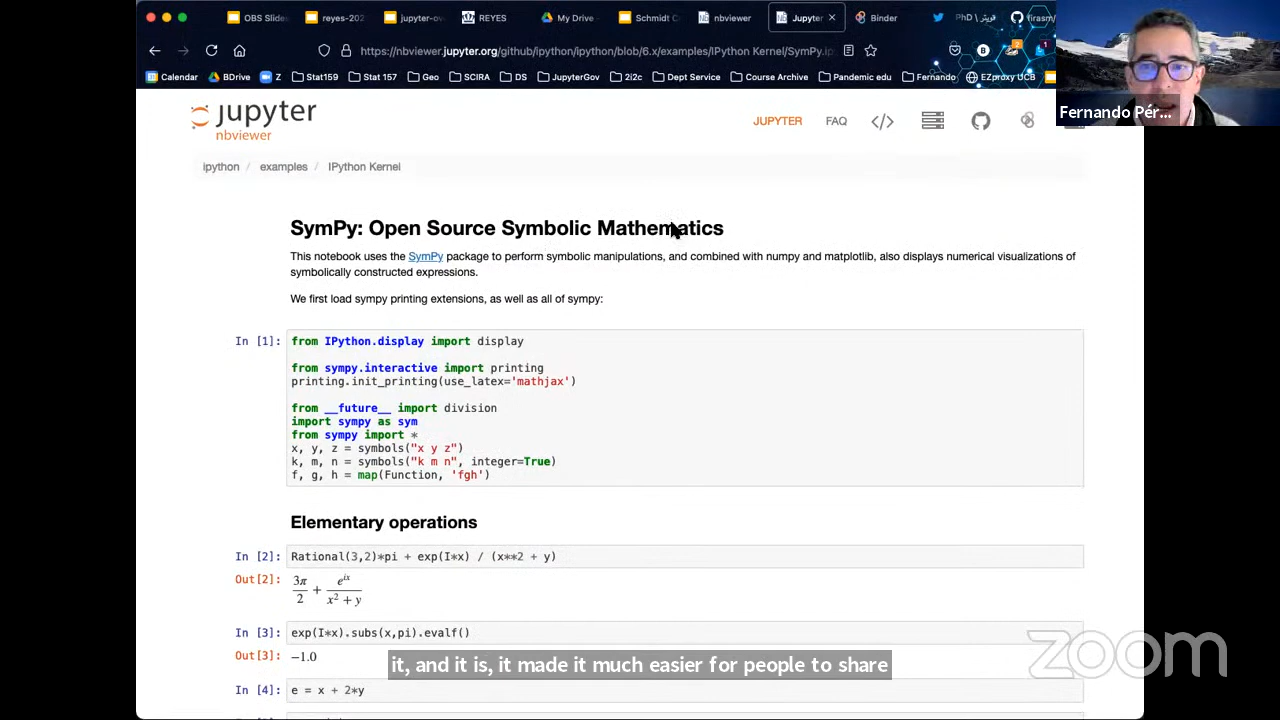 OBS Slide
reyes-202
jupyter-ov
REYES
My Drive
Schmidt C
nbviewer
Jupyter
Binder
PhD \ قويش
firasm/
https://nbviewer.jupyter.org/github/ipython/ipython/blob/6.x/examples/IPython Kernel/SymPy.ip
Calendar
BDrive
Z
Stat159
Stat 157
Geo
SCIRA
DS
JupyterGov
2i2c
Dept Service
Course Archive
Pandemic edu
Fernando
EZproxy UCB
Fernando Pér...
jupyter
nbviewer
JUPYTER
FAQ
ipython / examples / IPython Kernel
SymPy: Open Source Symbolic Mathematics
This notebook uses the SymPy package to perform symbolic manipulations, and combined with numpy and matplotlib, also displays numerical visualizations of
symbolically constructed expressions.
We first load sympy printing extensions, as well as all of sympy:
In [1]:
from IPython.display import display
from sympy.interactive import printing
printing.init_printing(use_latex='mathjax')
from __future__ import division
import sympy as sym
from sympy import *
x, y, z = symbols("x y z")
k, m, n = symbols("k m n", integer=True)
f, g, h = map(Function, 'fgh')
Elementary operations
In [2]: Rational(3,2)*pi + exp(I*x) / (x**2 + y)
Out[2]: 3π/2 + e^ix/(x² + y)
In [3]: exp(I*x).subs(x,pi).evalf()
Out[3]: −1.0
it, and it is, it made it much easier for people to share
In [4]: e = x + 2*y
zoom